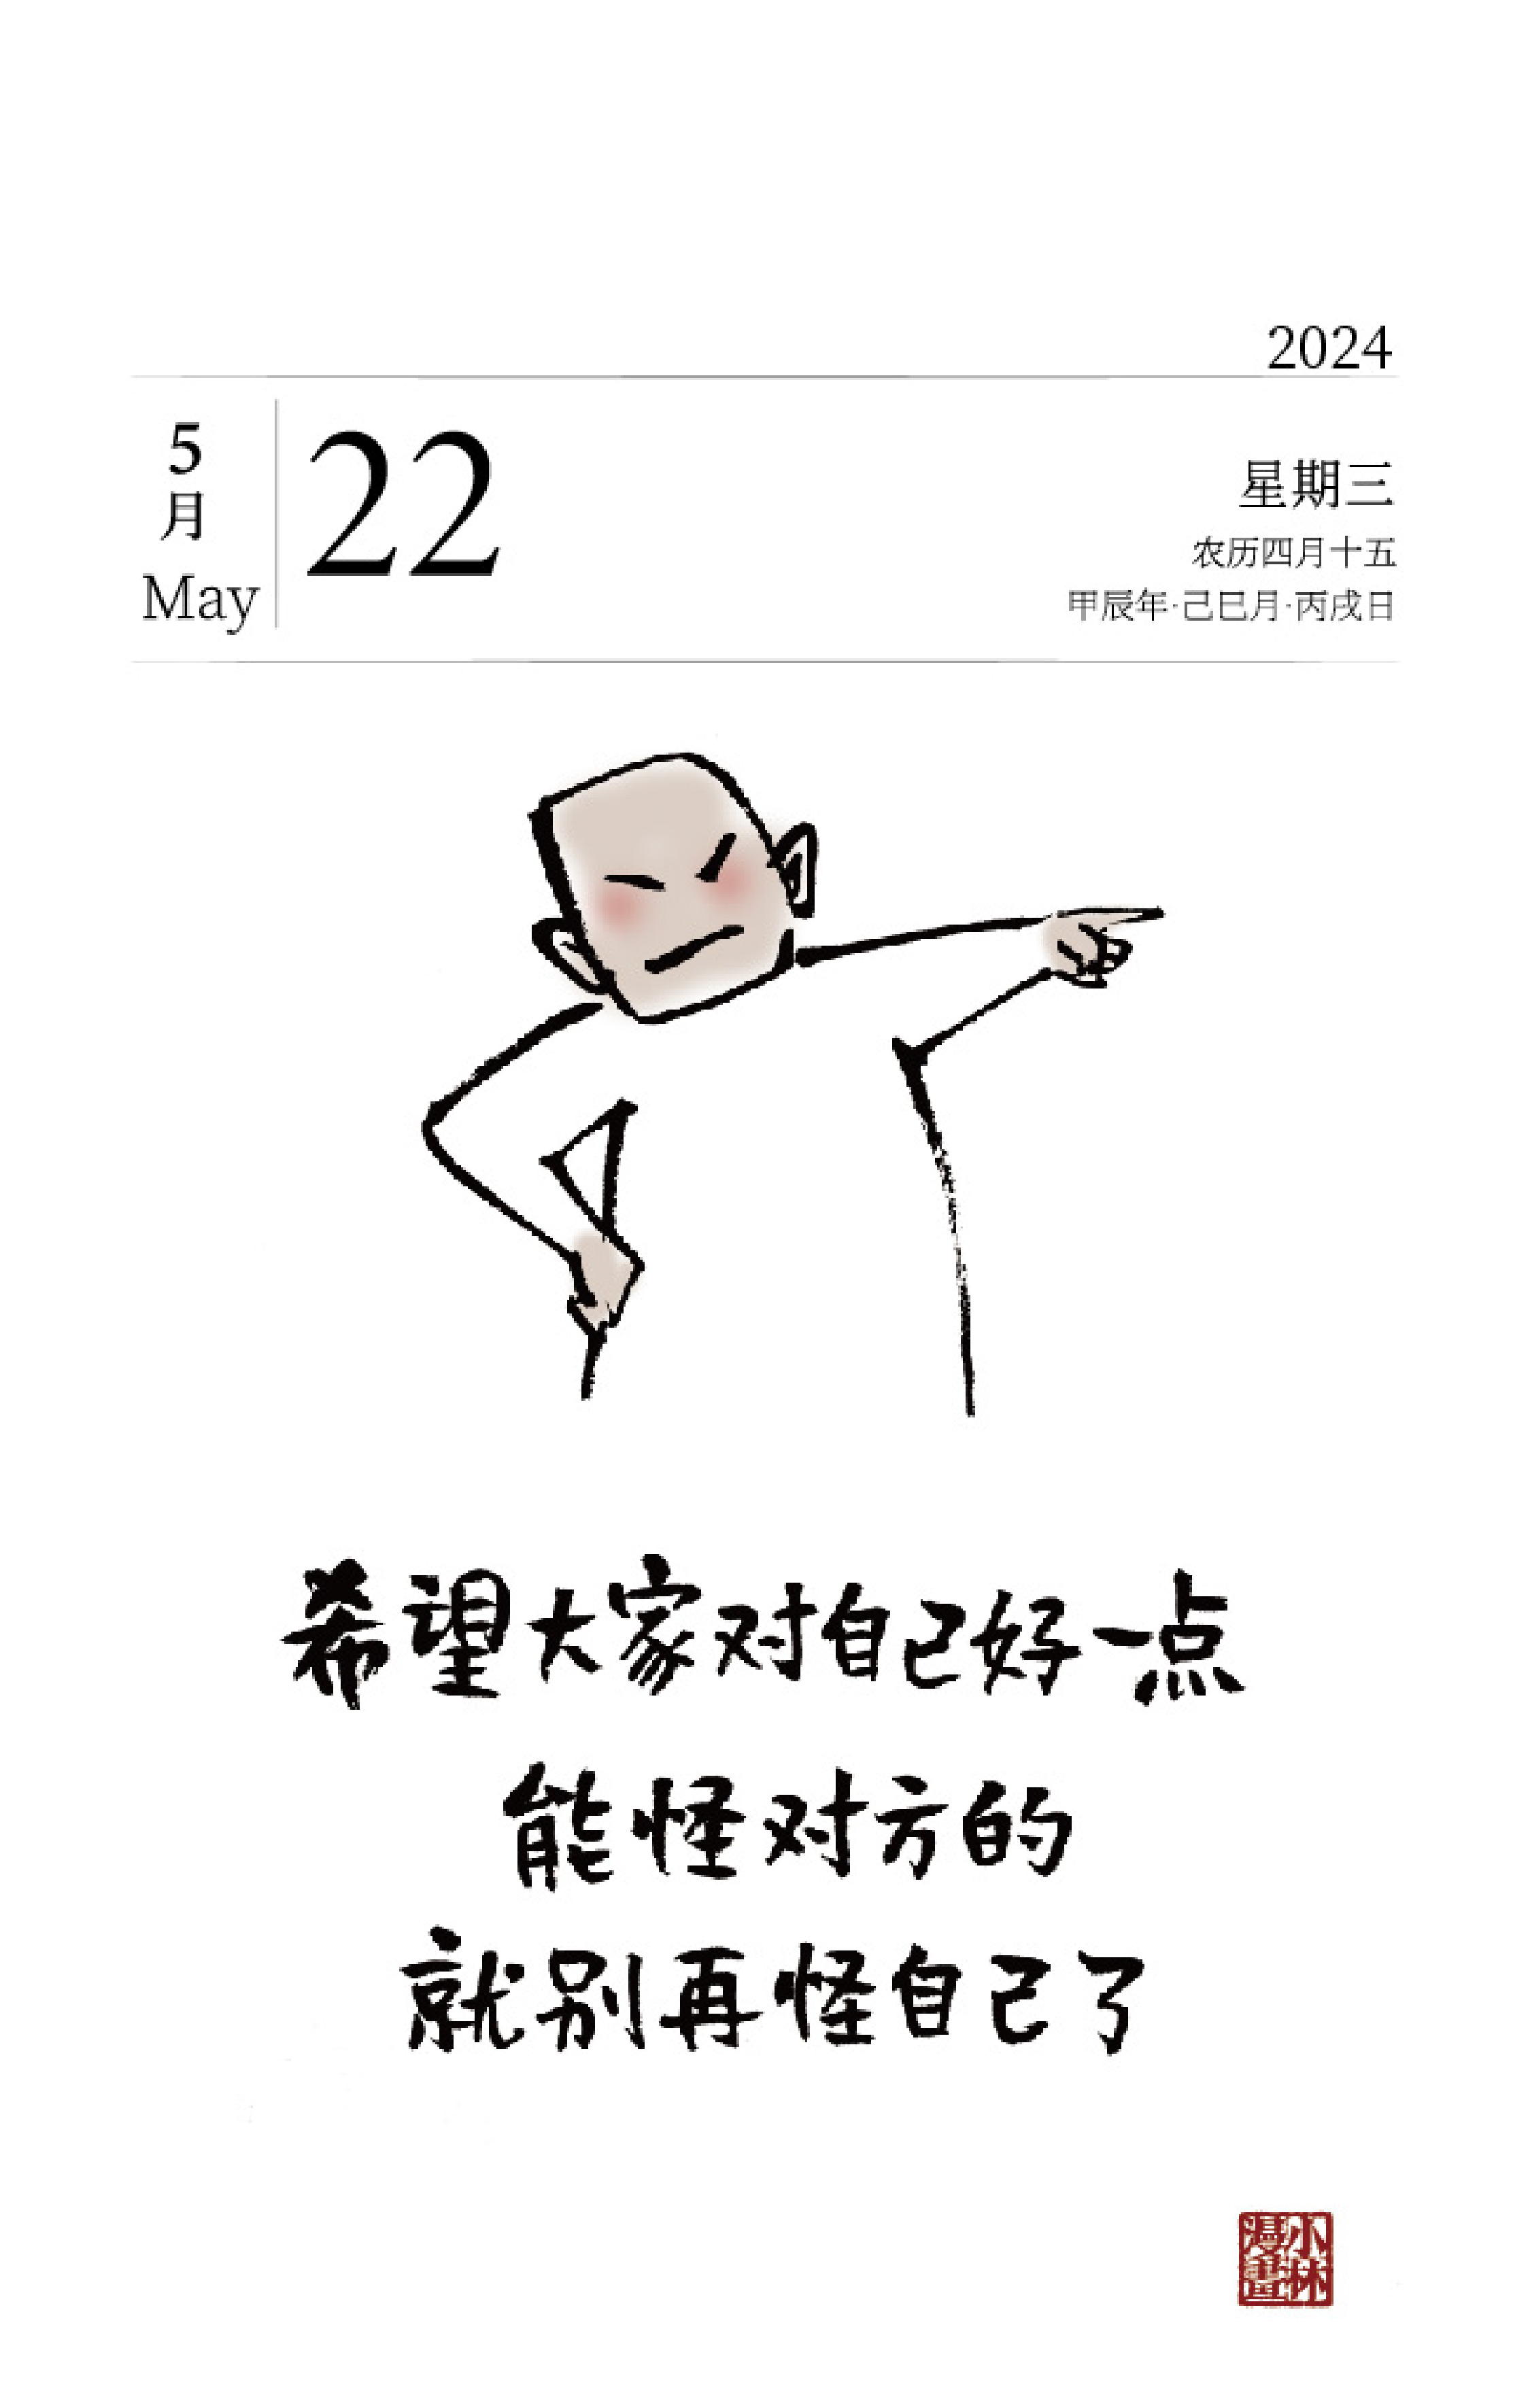 2024
5
月
May
22
星期三
农历四月十五
甲辰年·己巳月·丙戌日
希望大家对自己好一点
能怪对方的
就别再怪自己了
小林
漫畫